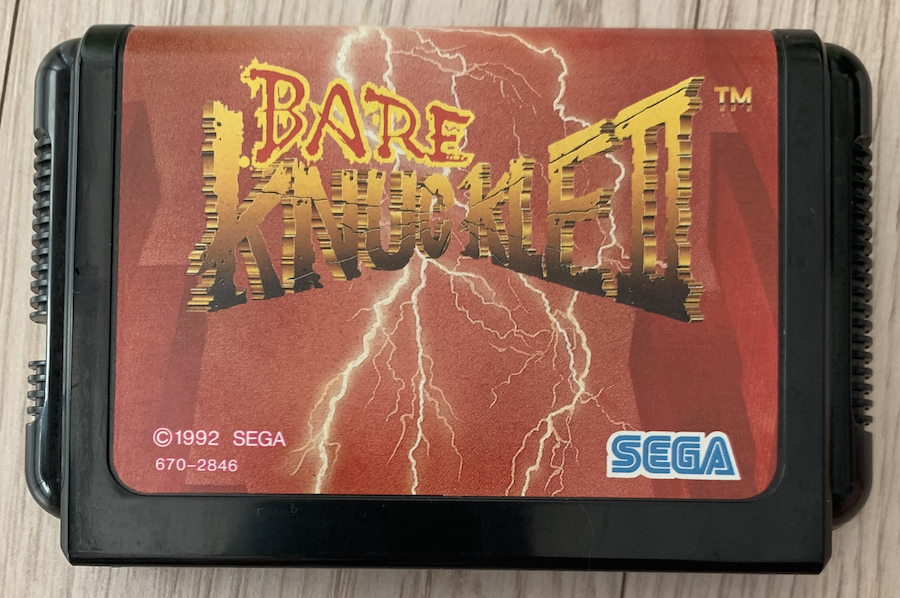 BARE
KNUCKLE II ™
©1992 SEGA
670-2846
SEGA